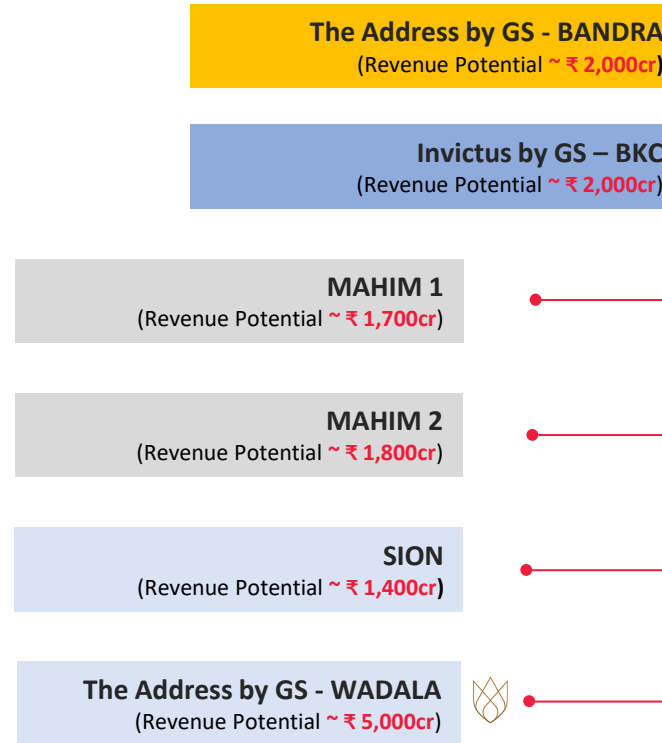 The Address by GS - BANDRA
(Revenue Potential ~ ₹ 2,000cr)
Invictus by GS – BKC
(Revenue Potential ~ ₹ 2,000cr)
MAHIM 1
(Revenue Potential ~ ₹ 1,700cr)
MAHIM 2
(Revenue Potential ~ ₹ 1,800cr)
SION
(Revenue Potential ~ ₹ 1,400cr)
The Address by GS - WADALA
(Revenue Potential ~ ₹ 5,000cr)